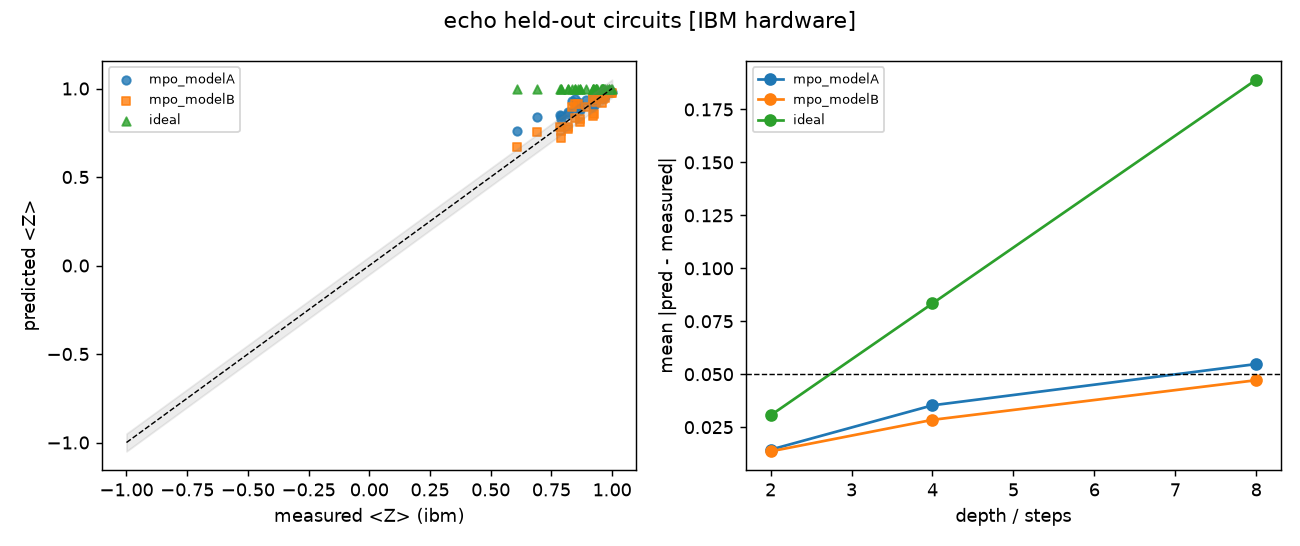 echo held-out circuits [IBM hardware]
mpo_modelA
mpo_modelB
ideal
1.0
0.5
0.0
−0.5
−1.0
predicted <Z>
−1.00 −0.75 −0.50 −0.25 0.00 0.25 0.50 0.75 1.00
measured <Z> (ibm)
mpo_modelA
mpo_modelB
ideal
0.175
0.150
0.125
0.100
0.075
0.050
0.025
mean |pred - measured|
2 3 4 5 6 7 8
depth / steps